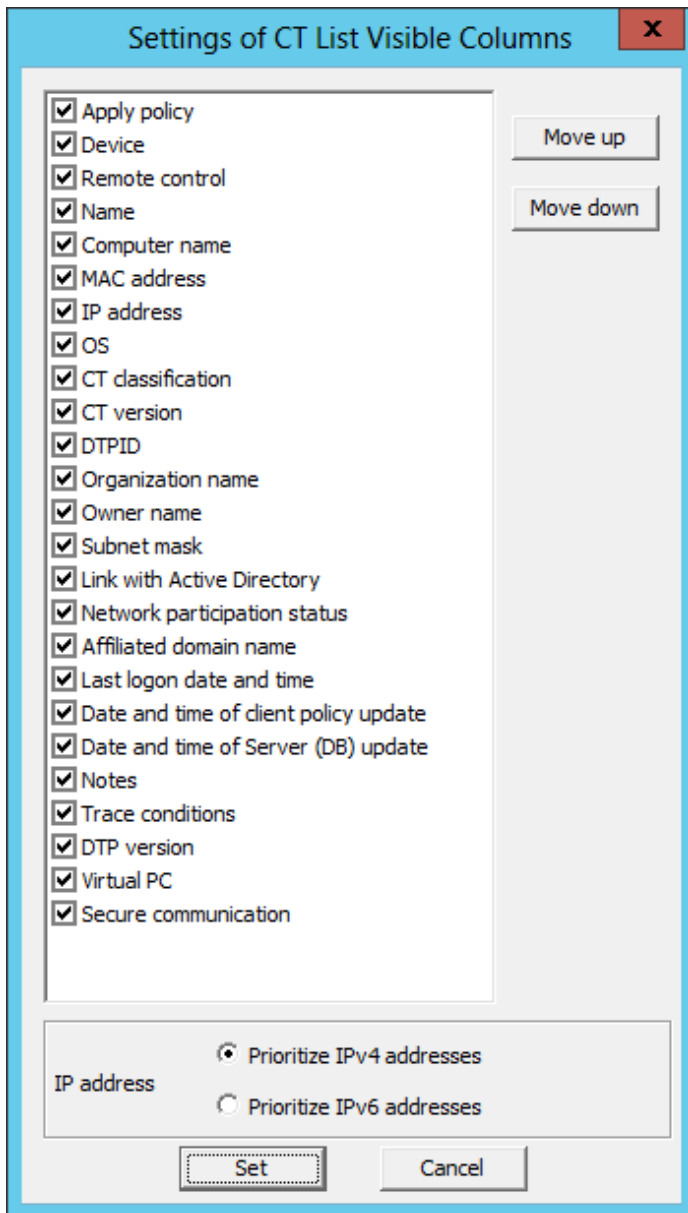 Settings of CT List Visible Columns
x
Apply policy
Move up
Device
Remote control
Move down
Name
Computer name
MAC address
IP address
OS
CT classification
CT version
DTPID
Organization name
Owner name
Subnet mask
Link with Active Directory
Network participation status
Affiliated domain name
Last logon date and time
Date and time of client policy update
Date and time of Server (DB) update
Notes
Trace conditions
DTP version
Virtual PC
Secure communication
IP address
Prioritize IPv4 addresses
Prioritize IPv6 addresses
Set
Cancel